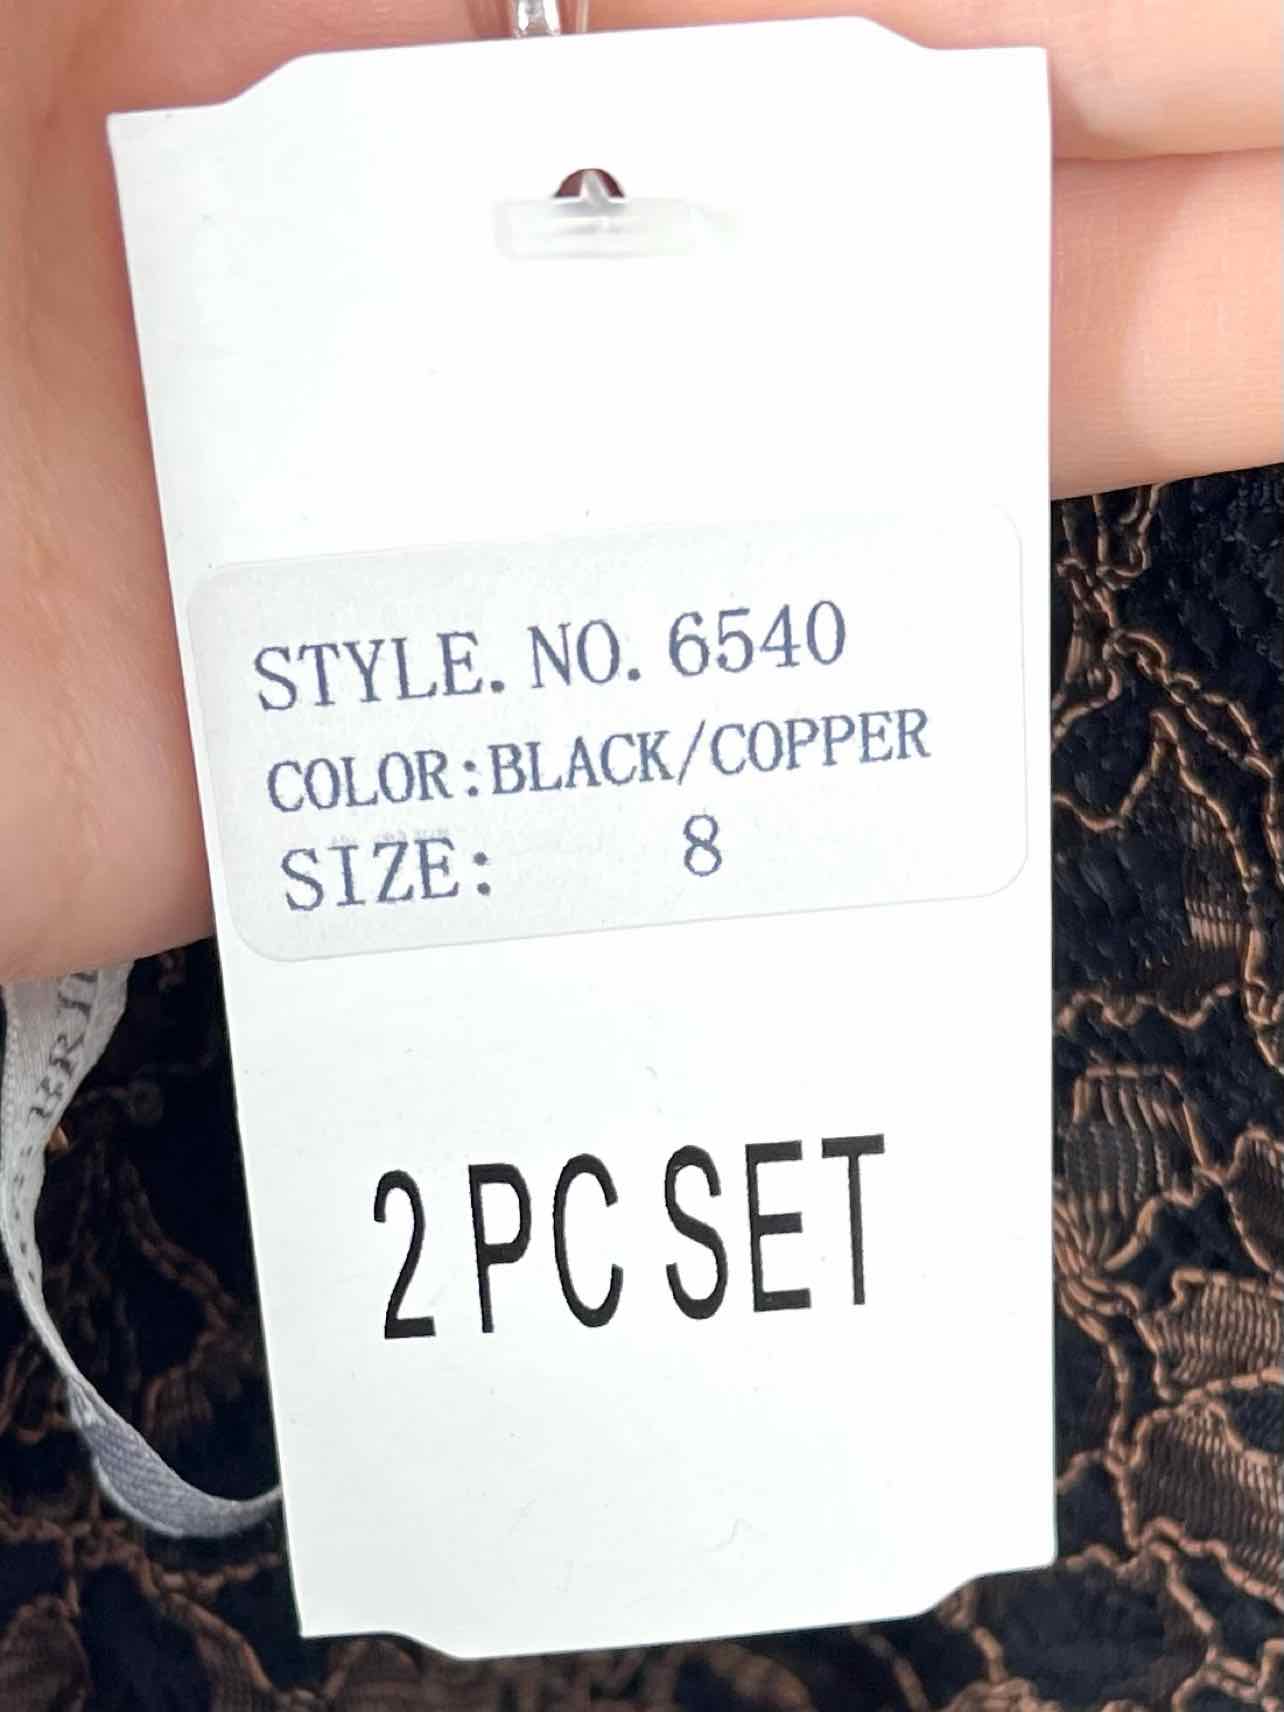 STYLE. NO. 6540
COLOR:BLACK/COPPER
SIZE: 8
2 PC SET